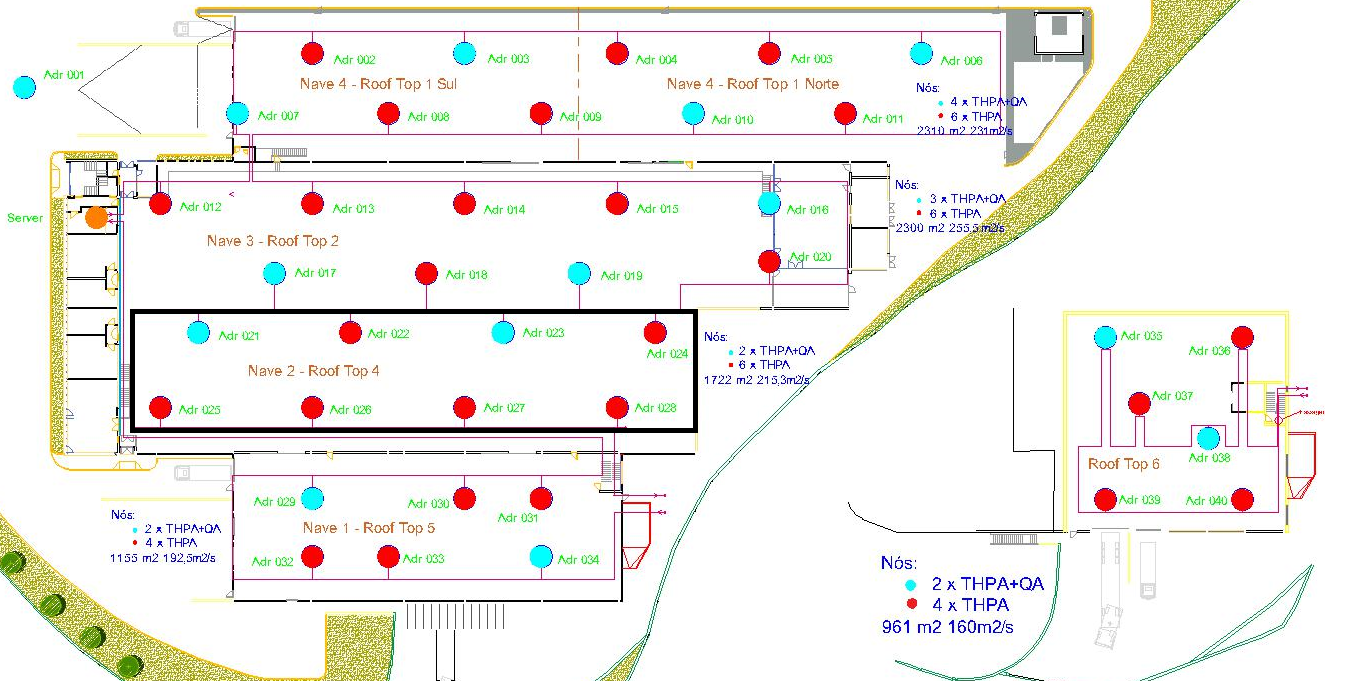 Adr 001
Adr 002
Adr 003
Adr 004
Adr 005
Adr 006
Nave 4 - Roof Top 1 Sul
Nave 4 - Roof Top 1 Norte
Adr 007
Adr 008
Adr 009
Adr 010
Adr 011
Nós:
4 x THPA+QA
6 x THPA
2310 m2 231m2/s
Server
Adr 012
Adr 013
Adr 014
Adr 015
Adr 016
Nós:
3 x THPA+QA
6 x THPA
2300 m2 255,5m2/s
Nave 3 - Roof Top 2
Adr 017
Adr 018
Adr 019
Adr 020
Adr 021
Adr 022
Adr 023
Adr 024
Nave 2 - Roof Top 4
Nós:
2 x THPA+QA
6 x THPA
1722 m2 215,3m2/s
Adr 025
Adr 026
Adr 027
Adr 028
Adr 029
Adr 030
Adr 031
Nave 1 - Roof Top 5
Nós:
2 x THPA+QA
4 x THPA
1155 m2 192,5m2/s
Adr 032
Adr 033
Adr 034
Adr 035
Adr 036
Adr 037
Adr 038
Roof Top 6
Adr 039
Adr 040
Nós:
2 x THPA+QA
4 x THPA
961 m2 160m2/s